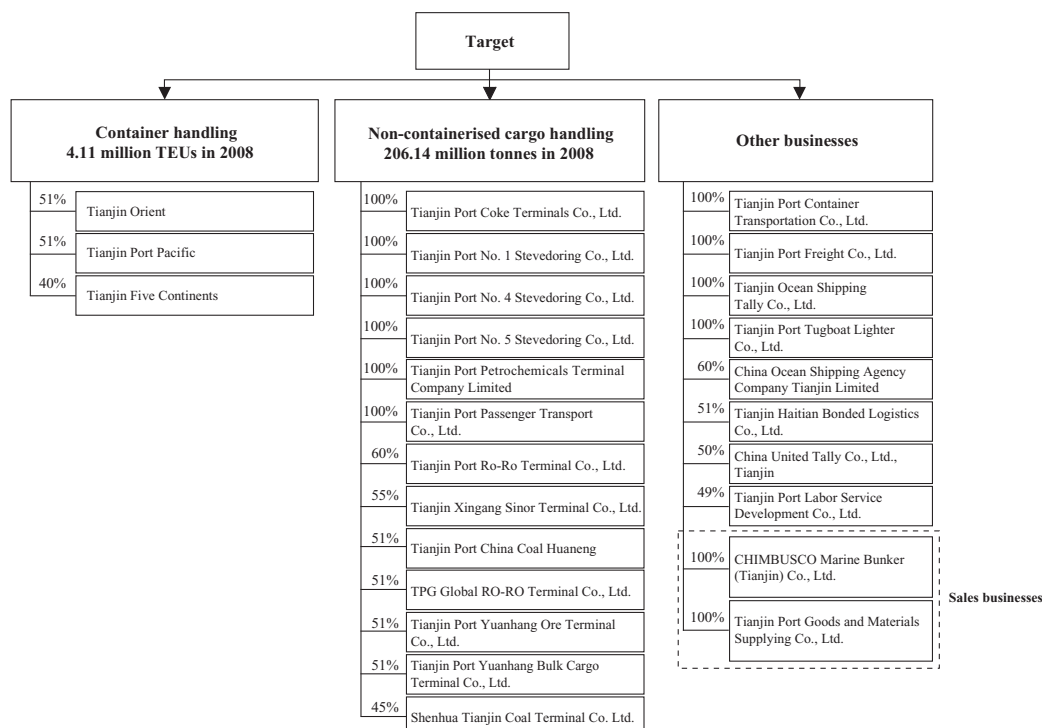 Target
Container handling
4.11 million TEUs in 2008
51%
Tianjin Orient
51%
Tianjin Port Pacific
40%
Tianjin Five Continents
Non-containerised cargo handling
206.14 million tonnes in 2008
100%
Tianjin Port Coke Terminals Co., Ltd.
100%
Tianjin Port No. 1 Stevedoring Co., Ltd.
100%
Tianjin Port No. 4 Stevedoring Co., Ltd.
100%
Tianjin Port No. 5 Stevedoring Co., Ltd.
100%
Tianjin Port Petrochemicals Terminal
Company Limited
100%
Tianjin Port Passenger Transport
Co., Ltd.
60%
Tianjin Port Ro-Ro Terminal Co., Ltd.
55%
Tianjin Xingang Sinor Terminal Co., Ltd.
51%
Tianjin Port China Coal Huaneng
51%
TPG Global RO-RO Terminal Co., Ltd.
51%
Tianjin Port Yuanhang Ore Terminal
Co., Ltd.
51%
Tianjin Port Yuanhang Bulk Cargo
Terminal Co., Ltd.
45%
Shenhua Tianjin Coal Terminal Co. Ltd.
Other businesses
100%
Tianjin Port Container
Transportation Co., Ltd.
100%
Tianjin Port Freight Co., Ltd.
100%
Tianjin Ocean Shipping
Tally Co., Ltd.
100%
Tianjin Port Tugboat Lighter
Co., Ltd.
60%
China Ocean Shipping Agency
Company Tianjin Limited
51%
Tianjin Haitian Bonded Logistics
Co., Ltd.
50%
China United Tally Co., Ltd.,
Tianjin
49%
Tianjin Port Labor Service
Development Co., Ltd.
100%
CHIMBUSCO Marine Bunker
(Tianjin) Co., Ltd.
100%
Tianjin Port Goods and Materials
Supplying Co., Ltd.
Sales businesses